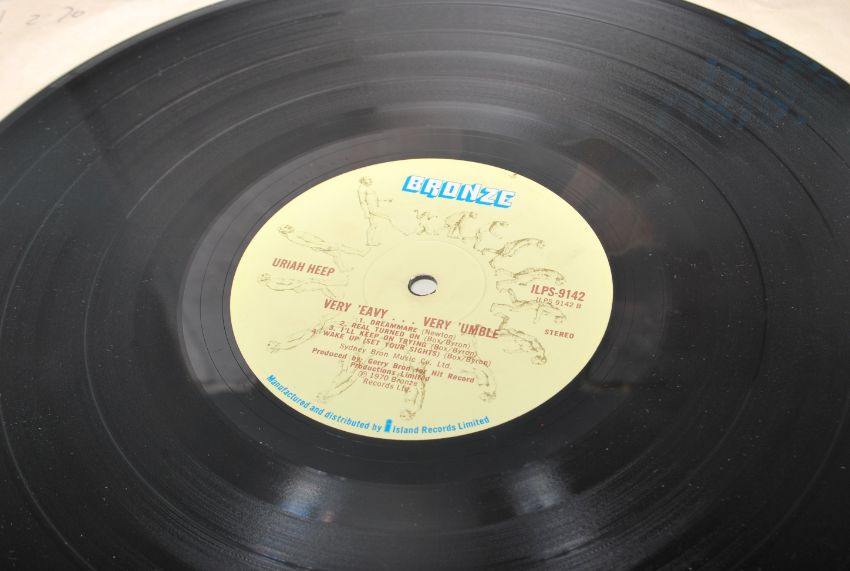 2-70
BRONZE
URIAH HEEP
ILPS-9142
ILPS 9142 B
VERY 'EAVY . . . VERY 'UMBLE
STEREO
1. DREAMMARE (Newton)
2. REAL TURNED ON (Box/Byron)
3. I'LL KEEP ON TRYING (Box/Byron)
4. WAKE UP (SET YOUR SIGHTS) (Box/Byron)
Sydney Bron Music Co. Ltd.
Produced by Gerry Bron for Hit Record
Productions Limited
℗ 1970 Bronze
Records Ltd.
Manufactured and distributed by island Records Limited